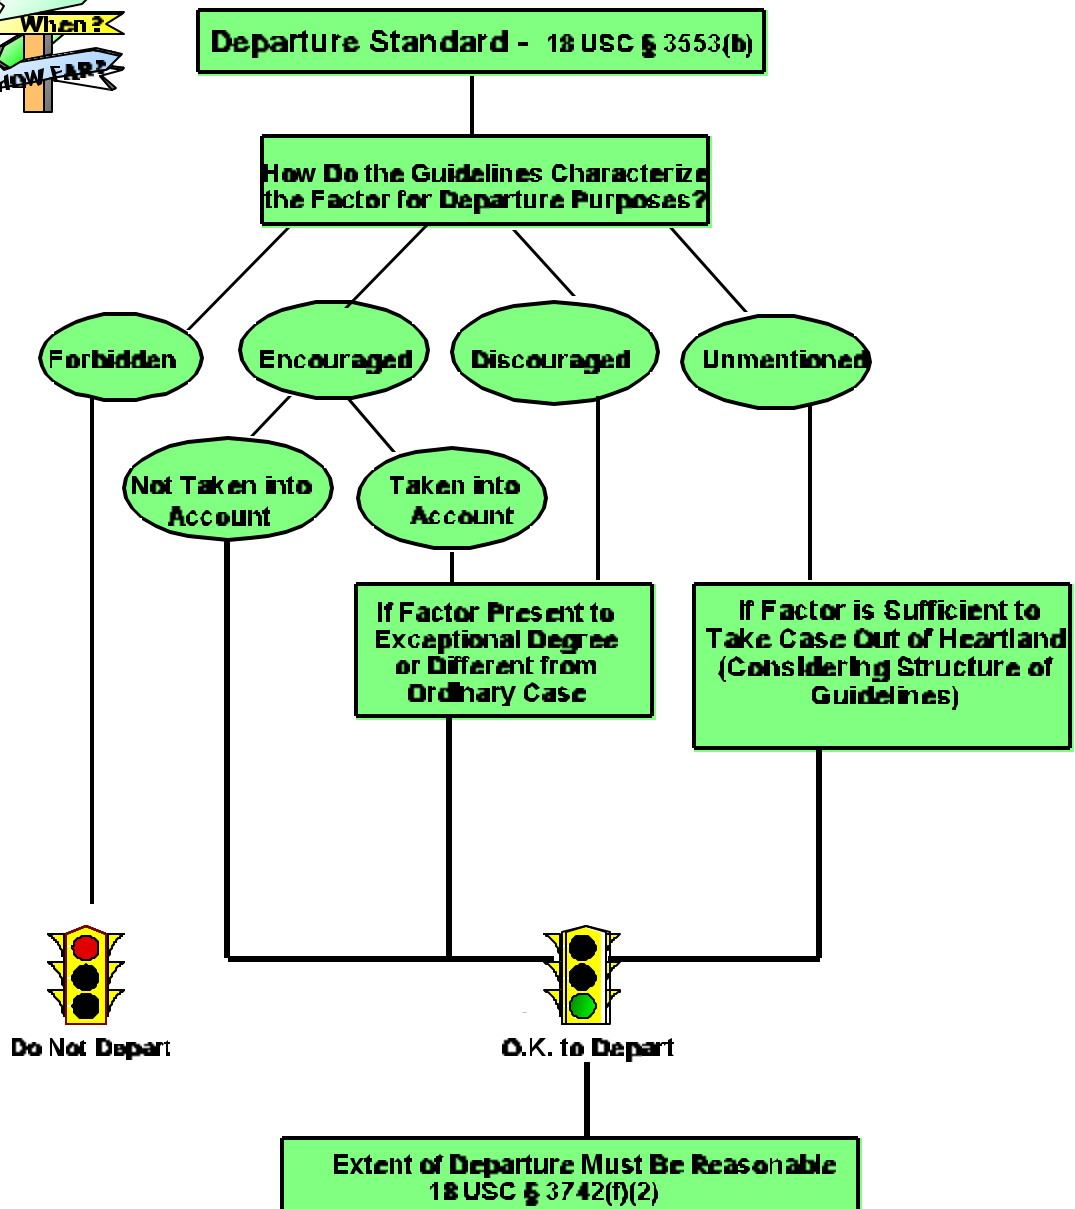 When?
HOW FAR?
Departure Standard - 18 USC § 3553(b)
How Do the Guidelines Characterize
the Factor for Departure Purposes?
Forbidden
Encouraged
Discouraged
Unmentioned
Not Taken into
Account
Taken into
Account
If Factor Present to
Exceptional Degree
or Different from
Ordinary Case
If Factor is Sufficient to
Take Case Out of Heartland
(Considering Structure of
Guidelines)
Do Not Depart
O.K. to Depart
Extent of Departure Must Be Reasonable
18 USC § 3742(f)(2)